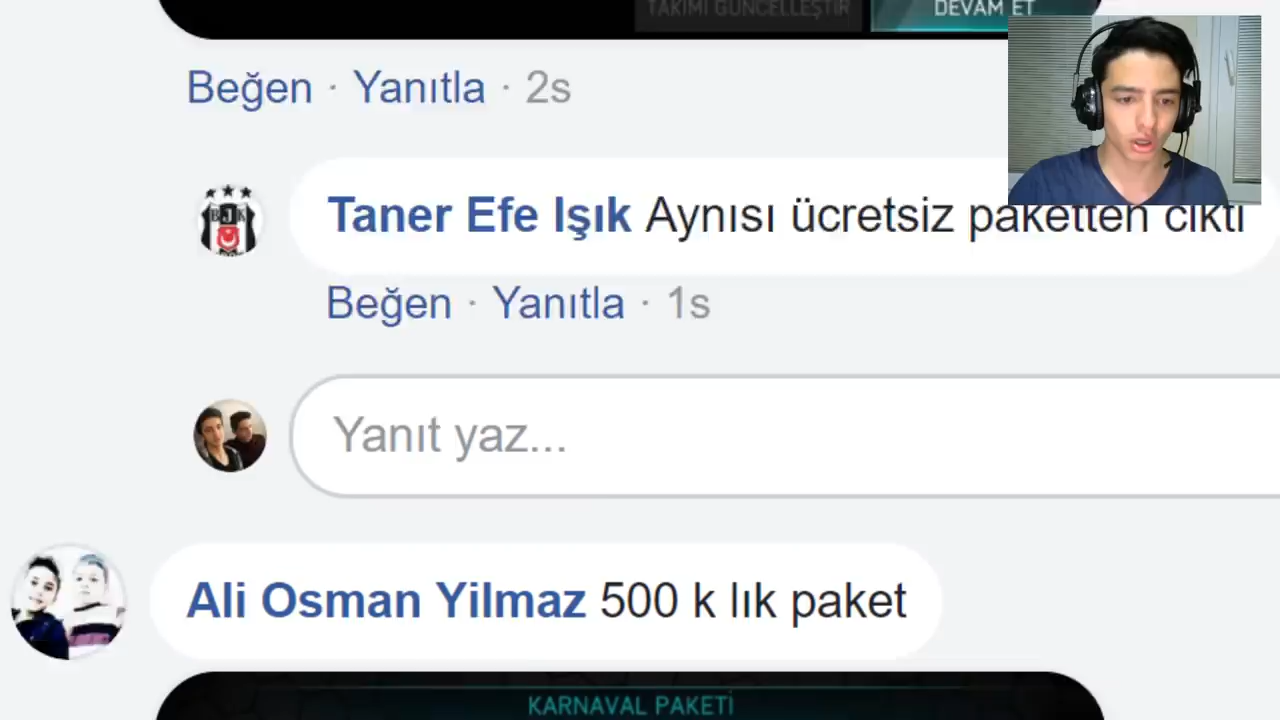 TAKIMI GÜNCELLEŞTİR DEVAM ET
Beğen · Yanıtla · 2s
BJK
Taner Efe Işık Aynısı ücretsiz paketten çıktı
Beğen · Yanıtla · 1s
Yanıt yaz...
Ali Osman Yilmaz 500 k lık paket
KARNAVAL PAKETİ